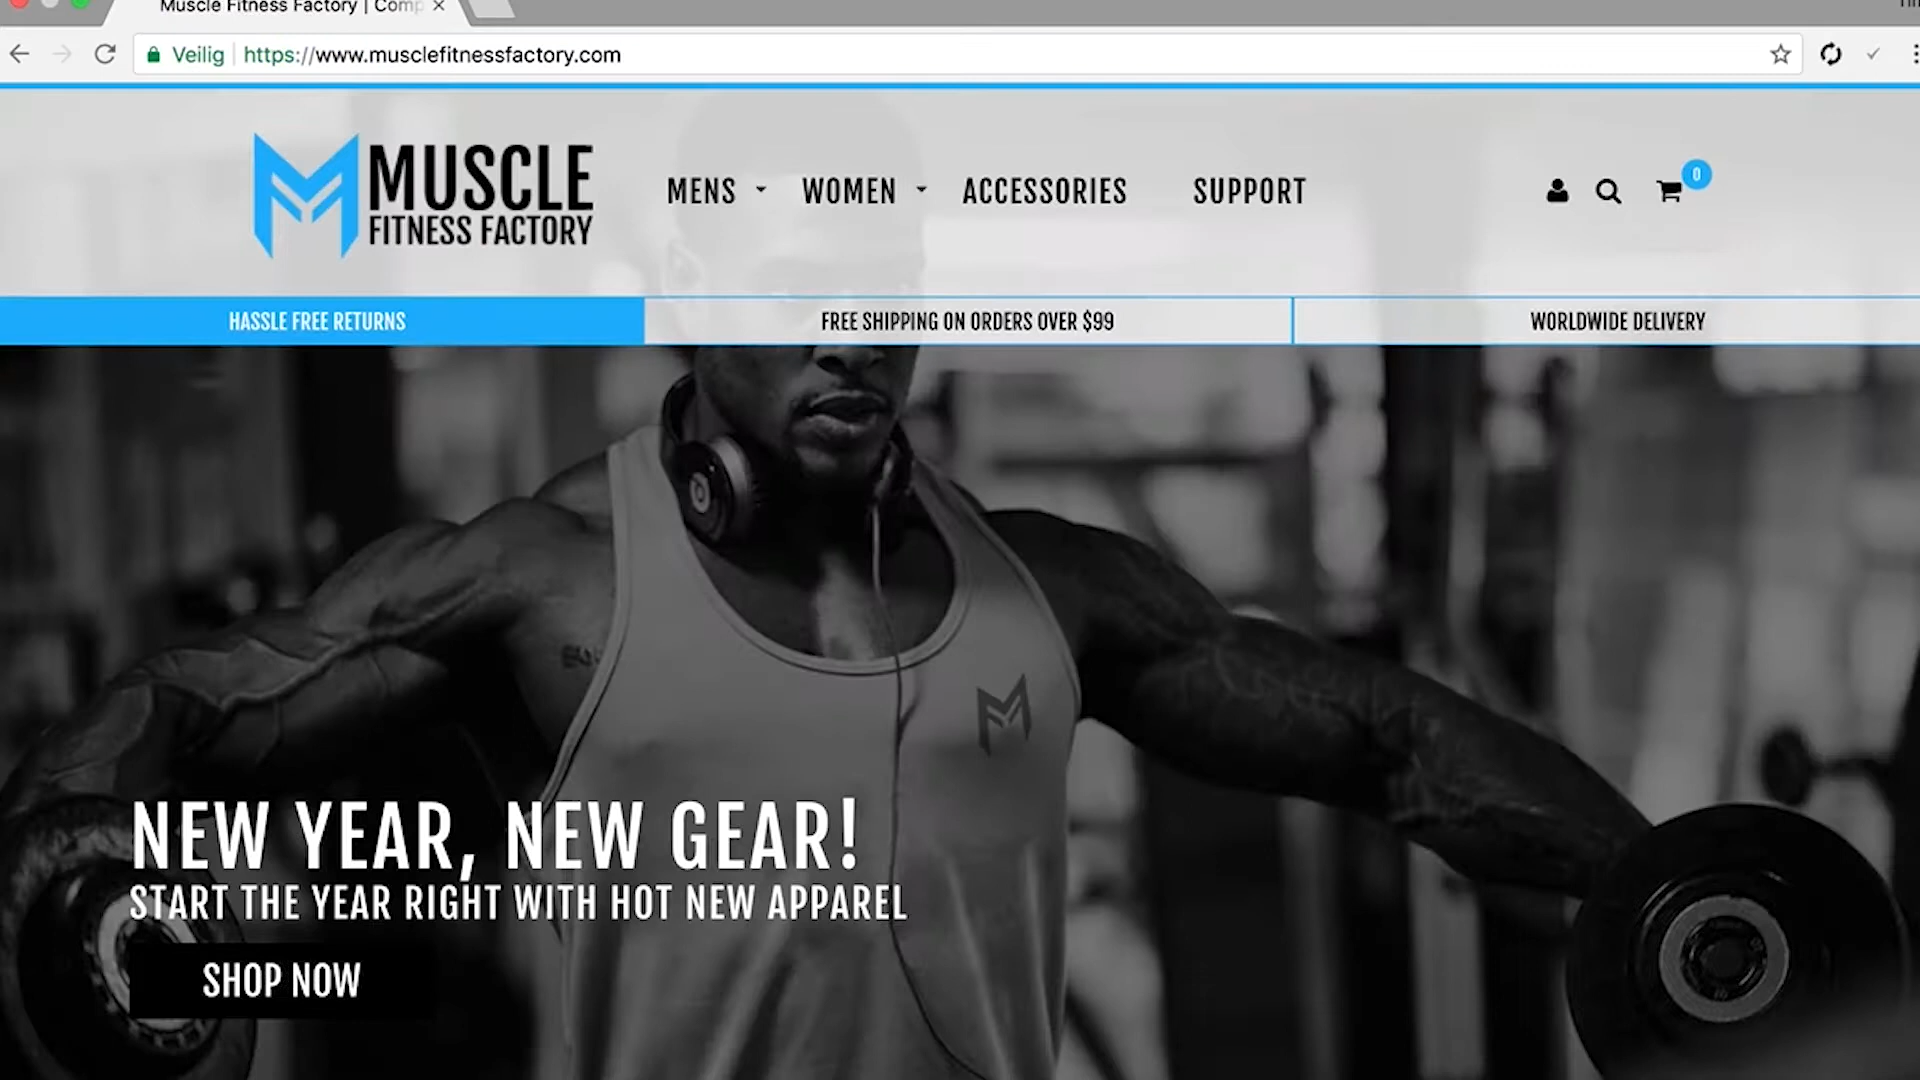 Muscle Fitness Factory | Comp
Veilig
https://www.musclefitnessfactory.com
MUSCLE
FITNESS FACTORY
MENS
WOMEN
ACCESSORIES
SUPPORT
0
HASSLE FREE RETURNS
FREE SHIPPING ON ORDERS OVER $99
WORLDWIDE DELIVERY
NEW YEAR, NEW GEAR!
START THE YEAR RIGHT WITH HOT NEW APPAREL
SHOP NOW